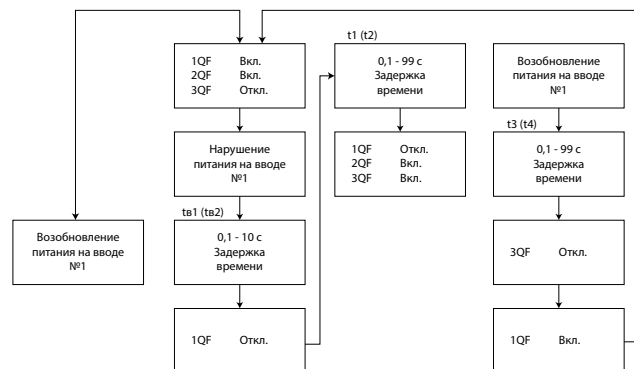 1QF Вкл.
2QF Вкл.
3QF Откл.
Нарушение
питания на вводе
№1
tв1 (tв2)
0,1 - 10 с
Задержка
времени
1QF Откл.
Возобновление
питания на вводе
№1
t1 (t2)
0,1 - 99 с
Задержка
времени
1QF Откл.
2QF Вкл.
3QF Вкл.
Возобновление
питания на вводе
№1
t3 (t4)
0,1 - 99 с
Задержка
времени
3QF Откл.
1QF Вкл.